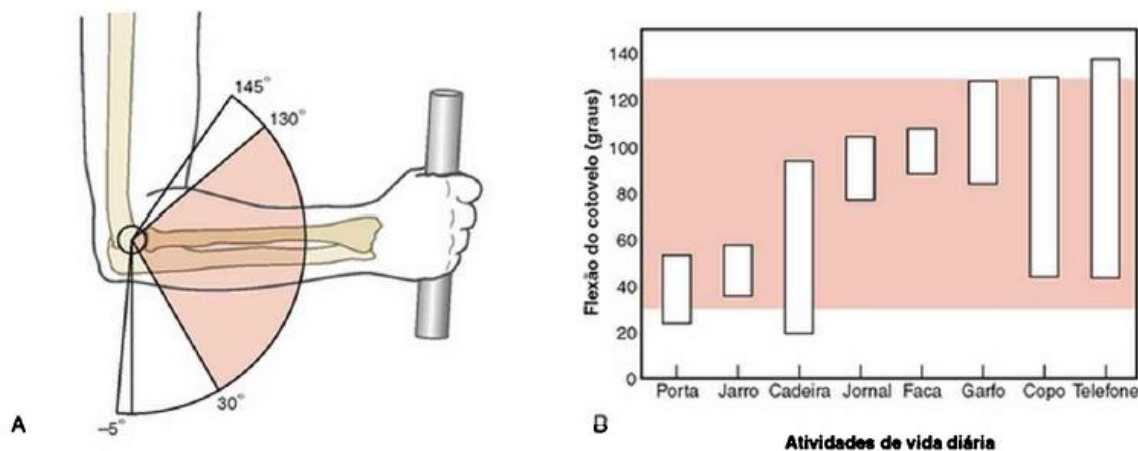 145°
130°
30°
–5°
A
Flexão do cotovelo (graus)
140
120
100
80
60
40
20
0
Porta Jarro Cadeira Jornal Faca Garfo Copo Telefone
B
Atividades de vida diária